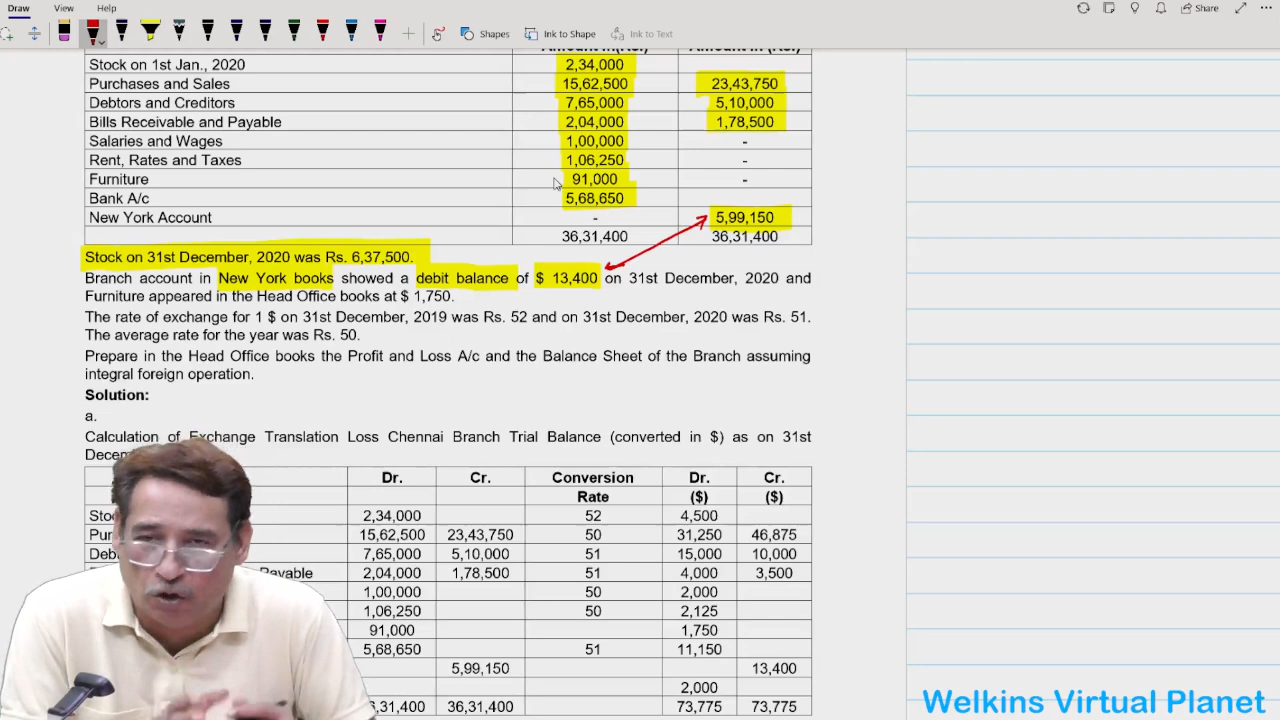 Draw View Help
Share
Shapes Ink to Shape Ink to Text
Amount in(Rs.) Amount in (Rs.)
Stock on 1st Jan., 2020 2,34,000
Purchases and Sales 15,62,500 23,43,750
Debtors and Creditors 7,65,000 5,10,000
Bills Receivable and Payable 2,04,000 1,78,500
Salaries and Wages 1,00,000 -
Rent, Rates and Taxes 1,06,250 -
Furniture 91,000 -
Bank A/c 5,68,650
New York Account - 5,99,150
36,31,400 36,31,400
Stock on 31st December, 2020 was Rs. 6,37,500.
Branch account in New York books showed a debit balance of $ 13,400 on 31st December, 2020 and
Furniture appeared in the Head Office books at $ 1,750.
The rate of exchange for 1 $ on 31st December, 2019 was Rs. 52 and on 31st December, 2020 was Rs. 51.
The average rate for the year was Rs. 50.
Prepare in the Head Office books the Profit and Loss A/c and the Balance Sheet of the Branch assuming
integral foreign operation.
Solution:
a.
Calculation of Exchange Translation Loss Chennai Branch Trial Balance (converted in $) as on 31st
Dr. Cr. Conversion Dr. Cr.
Rate ($) ($)
2,34,000 52 4,500
15,62,500 23,43,750 50 31,250 46,875
7,65,000 5,10,000 51 15,000 10,000
Payable 2,04,000 1,78,500 51 4,000 3,500
1,00,000 50 2,000
1,06,250 50 2,125
91,000 1,750
5,68,650 51 11,150
5,99,150 13,400
2,000
36,31,400 73,775 73,775
Welkins Virtual Planet